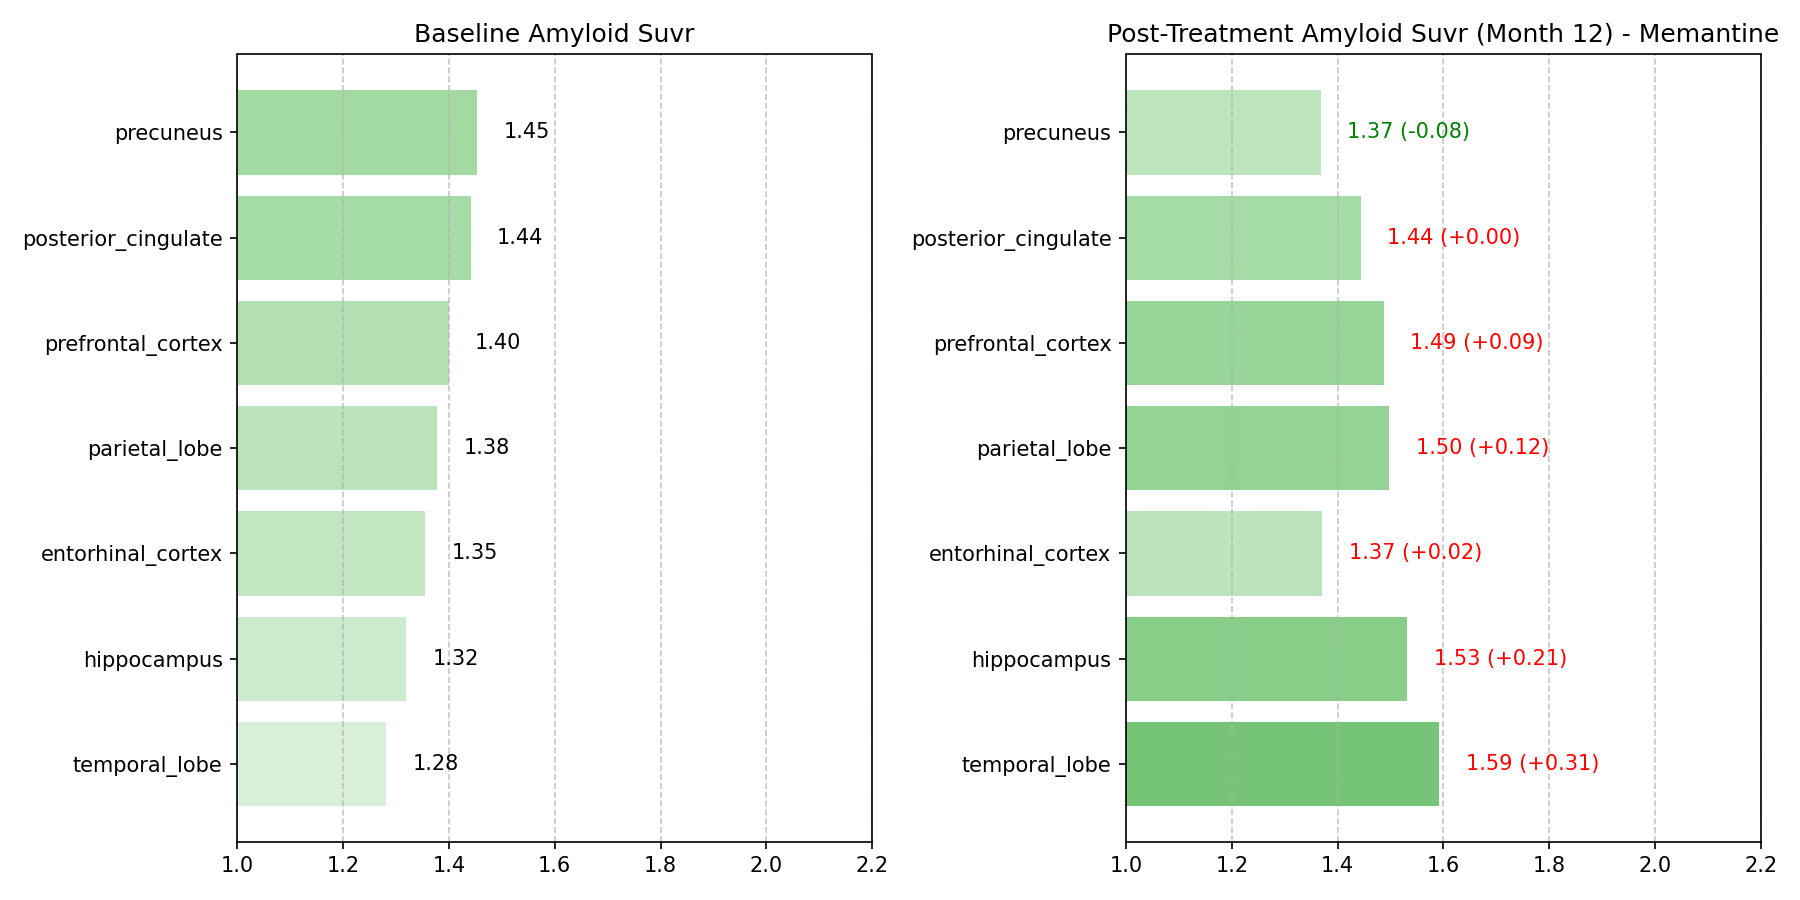 Baseline Amyloid Suvr
precuneus
1.45
posterior_cingulate
1.44
prefrontal_cortex
1.40
parietal_lobe
1.38
entorhinal_cortex
1.35
hippocampus
1.32
temporal_lobe
1.28
1.0 1.2 1.4 1.6 1.8 2.0 2.2
Post-Treatment Amyloid Suvr (Month 12) - Memantine
precuneus
1.37 (-0.08)
posterior_cingulate
1.44 (+0.00)
prefrontal_cortex
1.49 (+0.09)
parietal_lobe
1.50 (+0.12)
entorhinal_cortex
1.37 (+0.02)
hippocampus
1.53 (+0.21)
temporal_lobe
1.59 (+0.31)
1.0 1.2 1.4 1.6 1.8 2.0 2.2